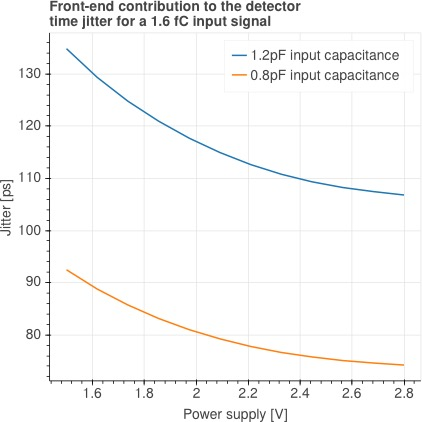 Front-end contribution to the detector
time jitter for a 1.6 fC input signal
1.2pF input capacitance
0.8pF input capacitance
130
120
110
100
90
80
Jitter [ps]
1.6
1.8
2
2.2
2.4
2.6
2.8
Power supply [V]